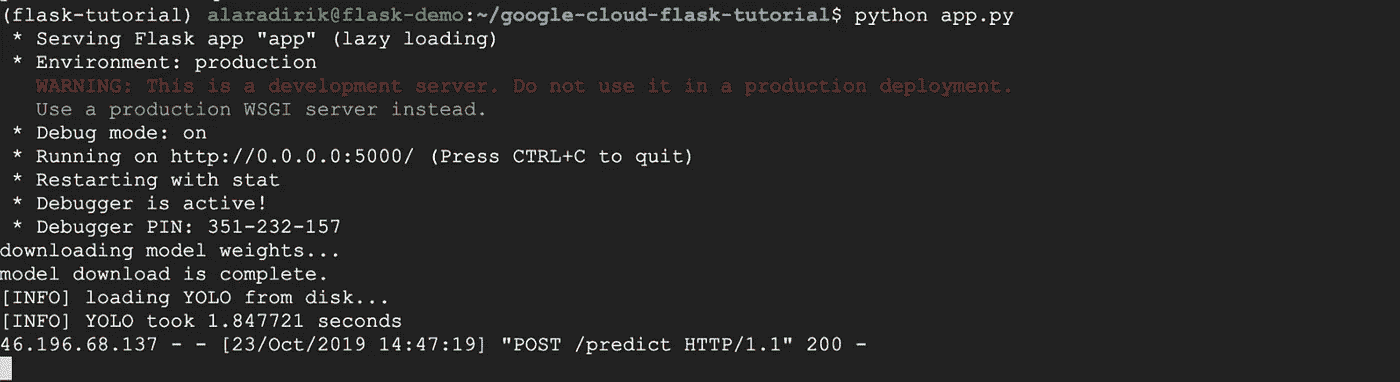 (flask-tutorial) alaradirik@flask-demo:~/google-cloud-flask-tutorial$ python app.py
* Serving Flask app "app" (lazy loading)
* Environment: production
WARNING: This is a development server. Do not use it in a production deployment.
Use a production WSGI server instead.
* Debug mode: on
* Running on http://0.0.0.0:5000/ (Press CTRL+C to quit)
* Restarting with stat
* Debugger is active!
* Debugger PIN: 351-232-157
downloading model weights...
model download is complete.
[INFO] loading YOLO from disk...
[INFO] YOLO took 1.847721 seconds
46.196.68.137 - - [23/Oct/2019 14:47:19] "POST /predict HTTP/1.1" 200 -